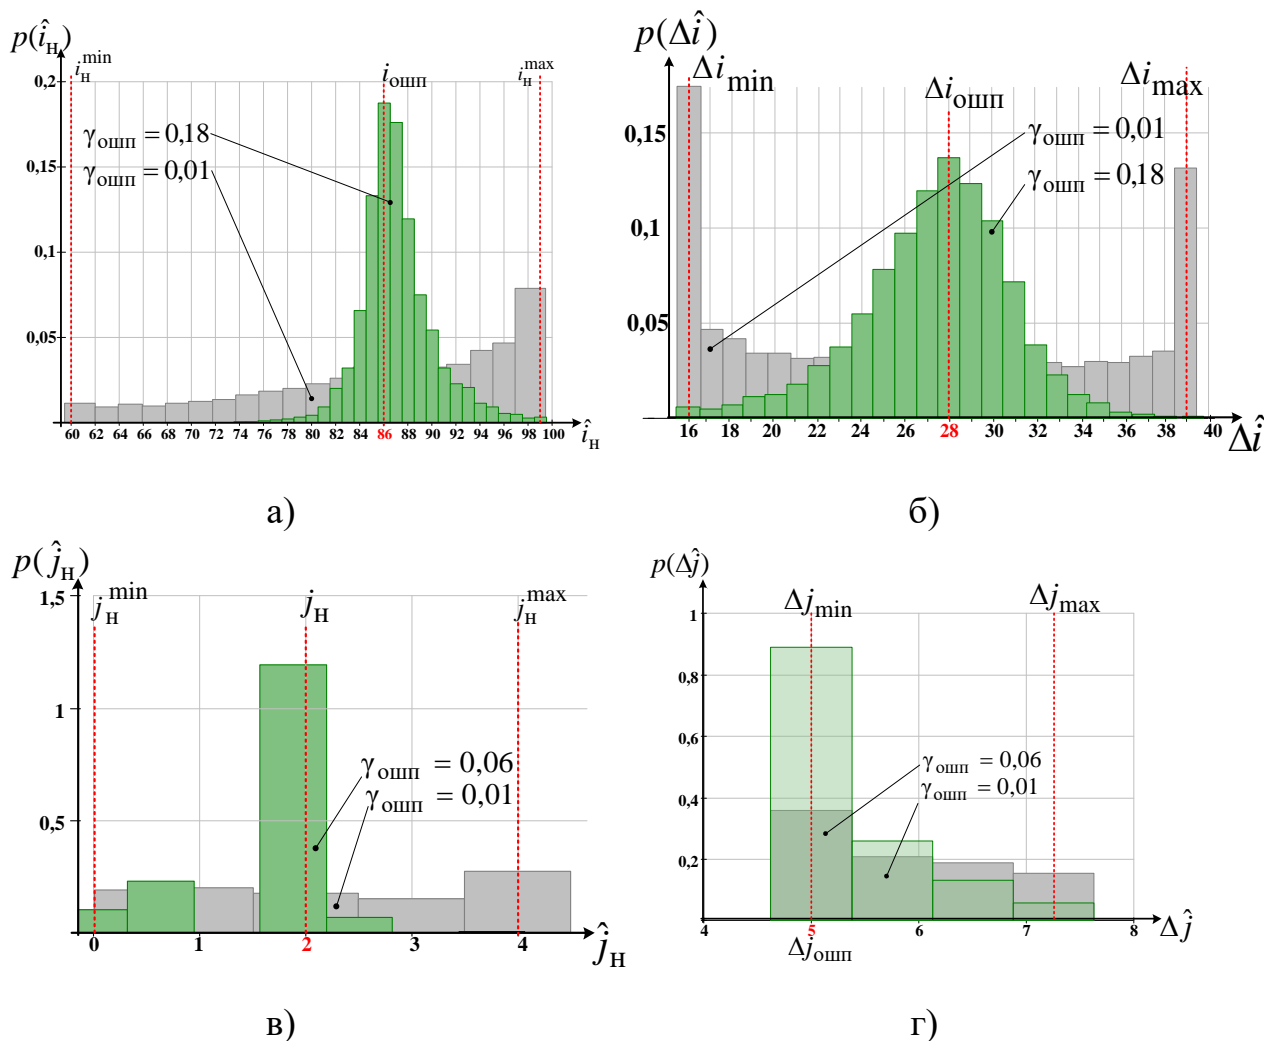 p(î_н)
i_н^min
i_ошп
i_н^max
0,2
γ_ошп = 0,18
γ_ошп = 0,01
0,15
0,1
0,05
60 62 64 66 68 70 72 74 76 78 80 82 84 86 88 90 92 94 96 98 100
î_н
а)
p(Δî)
Δi_min
Δi_ошп
Δi_max
γ_ошп = 0,01
γ_ошп = 0,18
0,15
0,1
0,05
16 18 20 22 24 26 28 30 32 34 36 38 40
Δî
б)
p(ĵ_н)
j_н^min
j_н
j_н^max
1,5
1
γ_ошп = 0,06
γ_ошп = 0,01
0,5
0 1 2 3 4
ĵ_н
в)
p(Δĵ)
Δj_min
Δj_max
1
0,8
0,6
γ_ошп = 0,06
γ_ошп = 0,01
0,4
0,2
4 5 6 7 8
Δĵ
Δj_ошп
г)